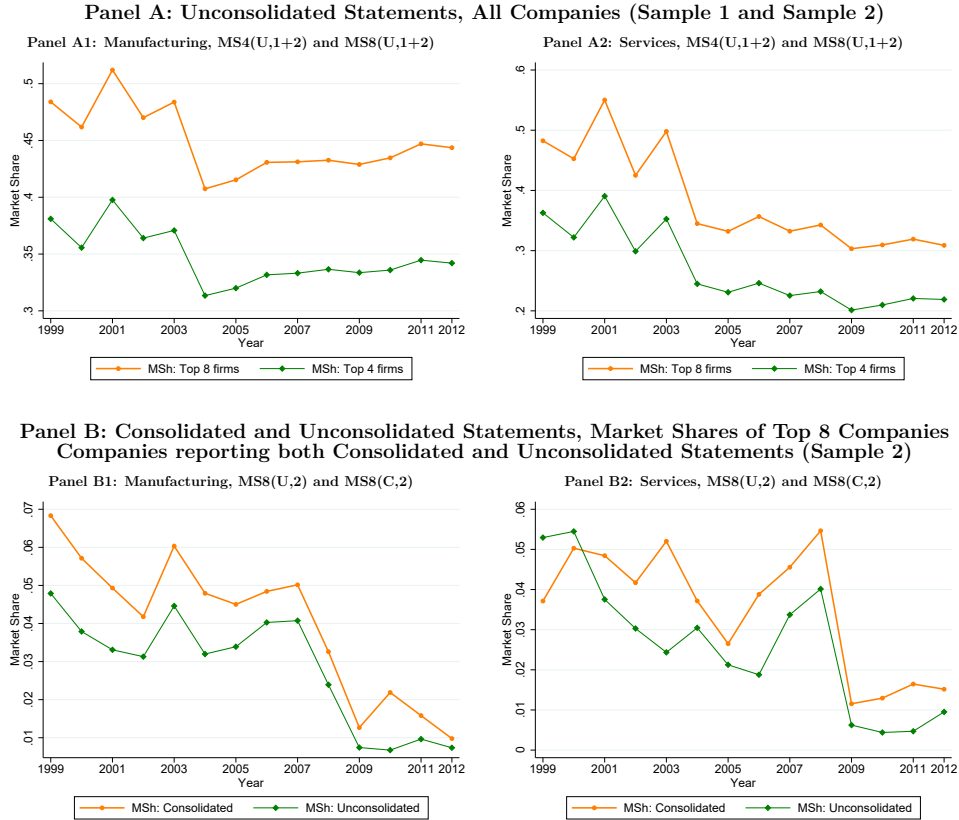 Panel A: Unconsolidated Statements, All Companies (Sample 1 and Sample 2)
Panel A1: Manufacturing, MS4(U,1+2) and MS8(U,1+2)
Market Share
.5
.45
.4
.35
.3
1999 2001 2003 2005 2007 2009 2011 2012
Year
MSh: Top 8 firms MSh: Top 4 firms
Panel A2: Services, MS4(U,1+2) and MS8(U,1+2)
Market Share
.6
.5
.4
.3
.2
1999 2001 2003 2005 2007 2009 2011 2012
Year
MSh: Top 8 firms MSh: Top 4 firms
Panel B: Consolidated and Unconsolidated Statements, Market Shares of Top 8 Companies
Companies reporting both Consolidated and Unconsolidated Statements (Sample 2)
Panel B1: Manufacturing, MS8(U,2) and MS8(C,2)
Market Share
.07
.06
.05
.04
.03
.02
.01
1999 2001 2003 2005 2007 2009 2011 2012
Year
MSh: Consolidated MSh: Unconsolidated
Panel B2: Services, MS8(U,2) and MS8(C,2)
Market Share
.06
.05
.04
.03
.02
.01
0
1999 2001 2003 2005 2007 2009 2011 2012
Year
MSh: Consolidated MSh: Unconsolidated